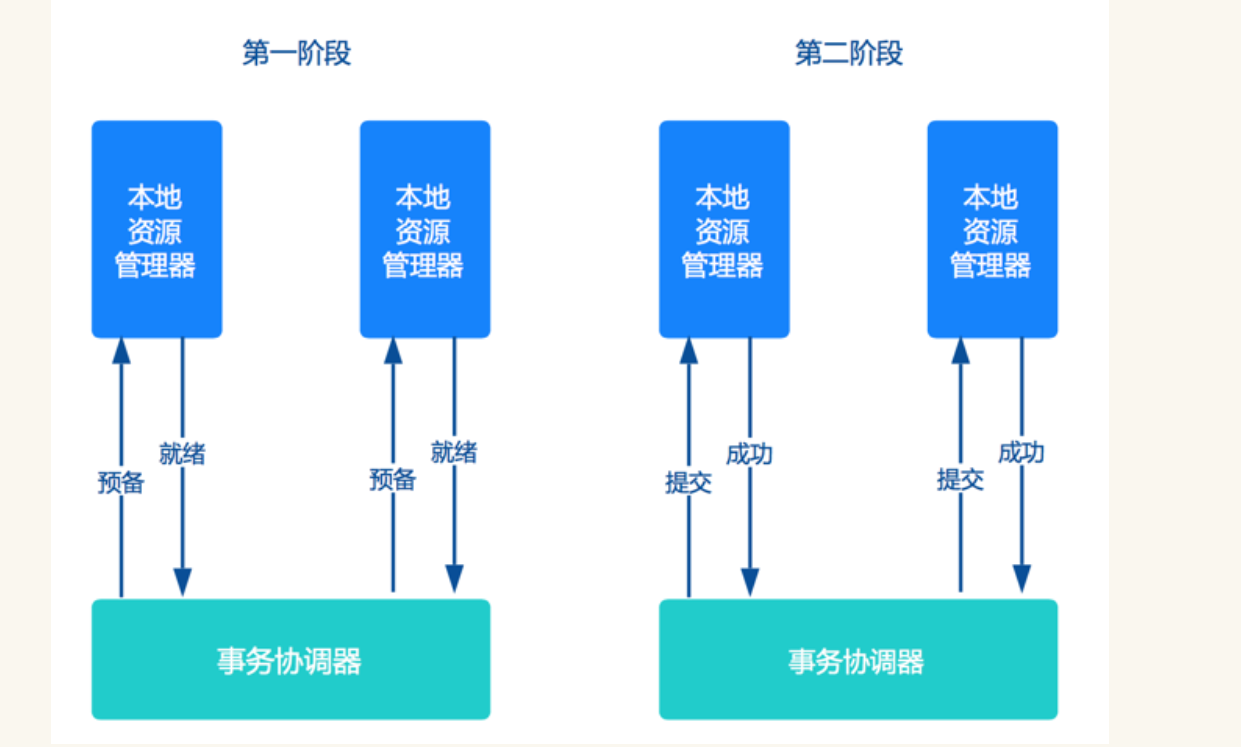 第一阶段
本地
资源
管理器
本地
资源
管理器
就绪
预备
就绪
预备
事务协调器
第二阶段
本地
资源
管理器
本地
资源
管理器
成功
提交
成功
提交
事务协调器